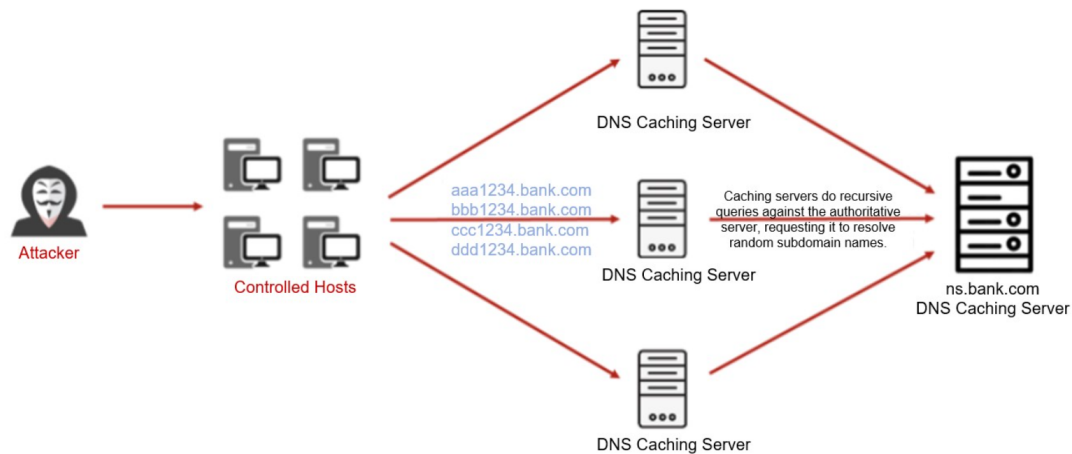 DNS Caching Server
Attacker
Controlled Hosts
aaa1234.bank.com
bbb1234.bank.com
ccc1234.bank.com
ddd1234.bank.com
DNS Caching Server
Caching servers do recursive
queries against the authoritative
server, requesting it to resolve
random subdomain names.
ns.bank.com
DNS Caching Server
DNS Caching Server